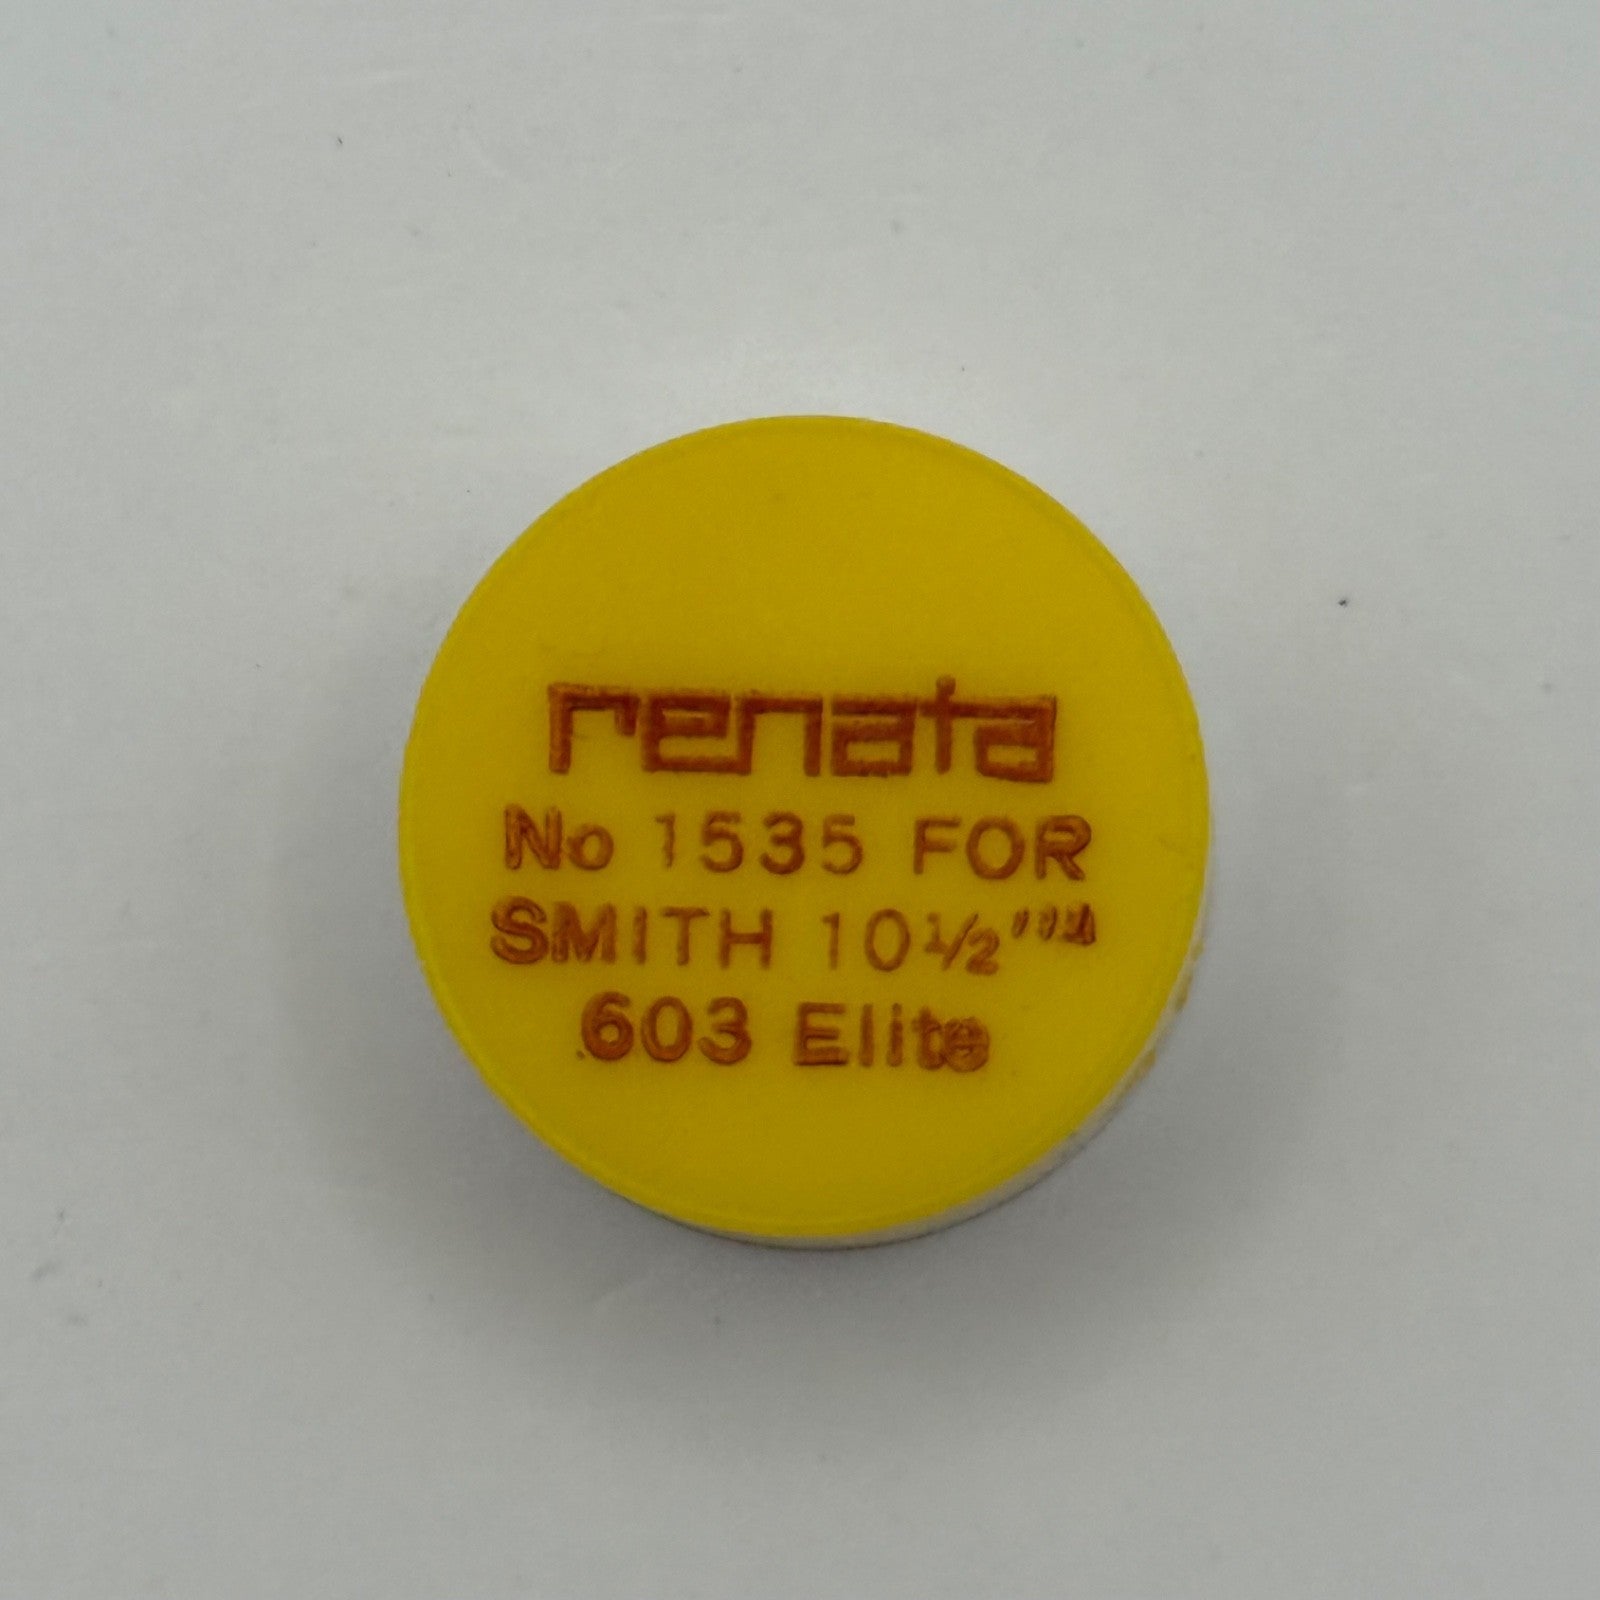 renata
No 1535 FOR
SMITH 10½'''
603 Elite